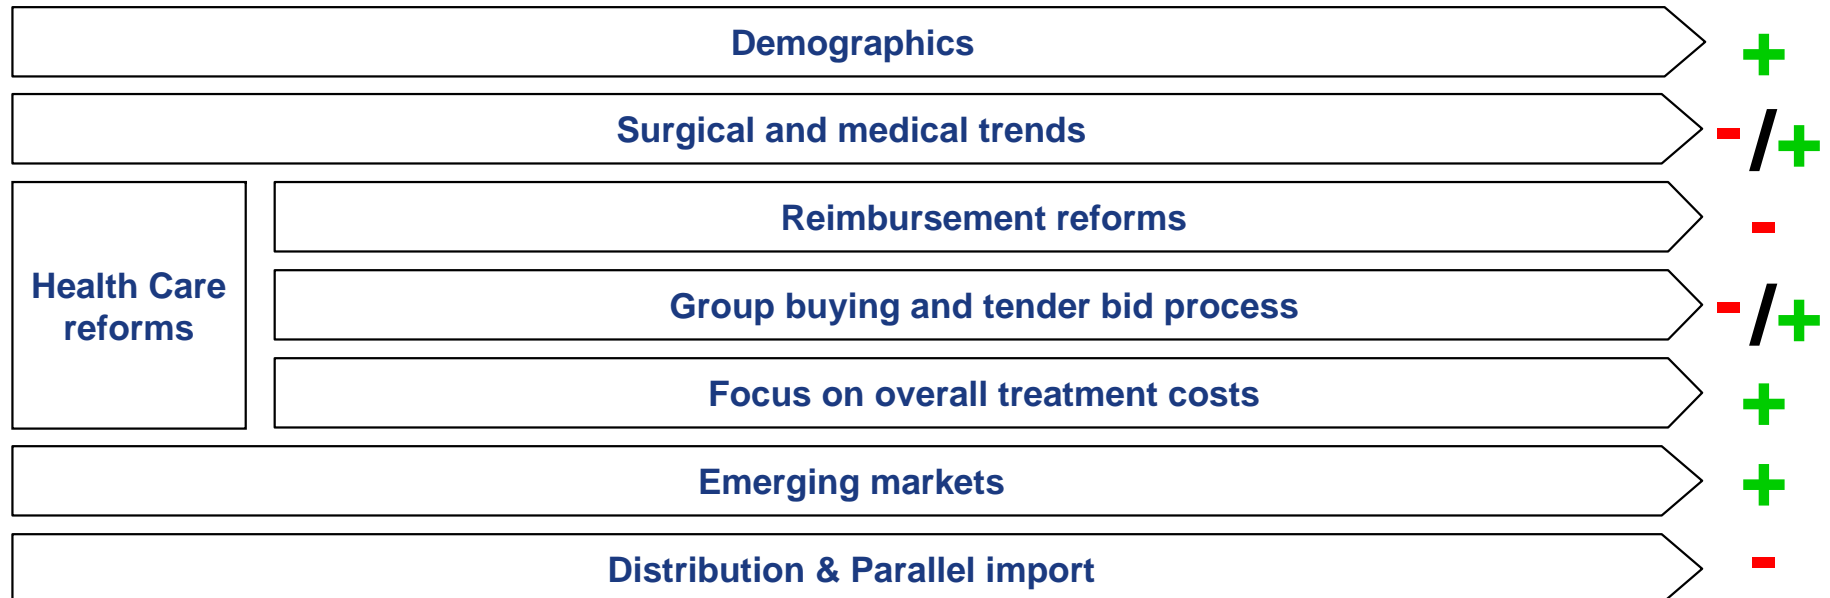 Demographics
+
Surgical and medical trends
-/+
Health Care
reforms
Reimbursement reforms
-
Group buying and tender bid process
-/+
Focus on overall treatment costs
+
Emerging markets
+
Distribution & Parallel import
-